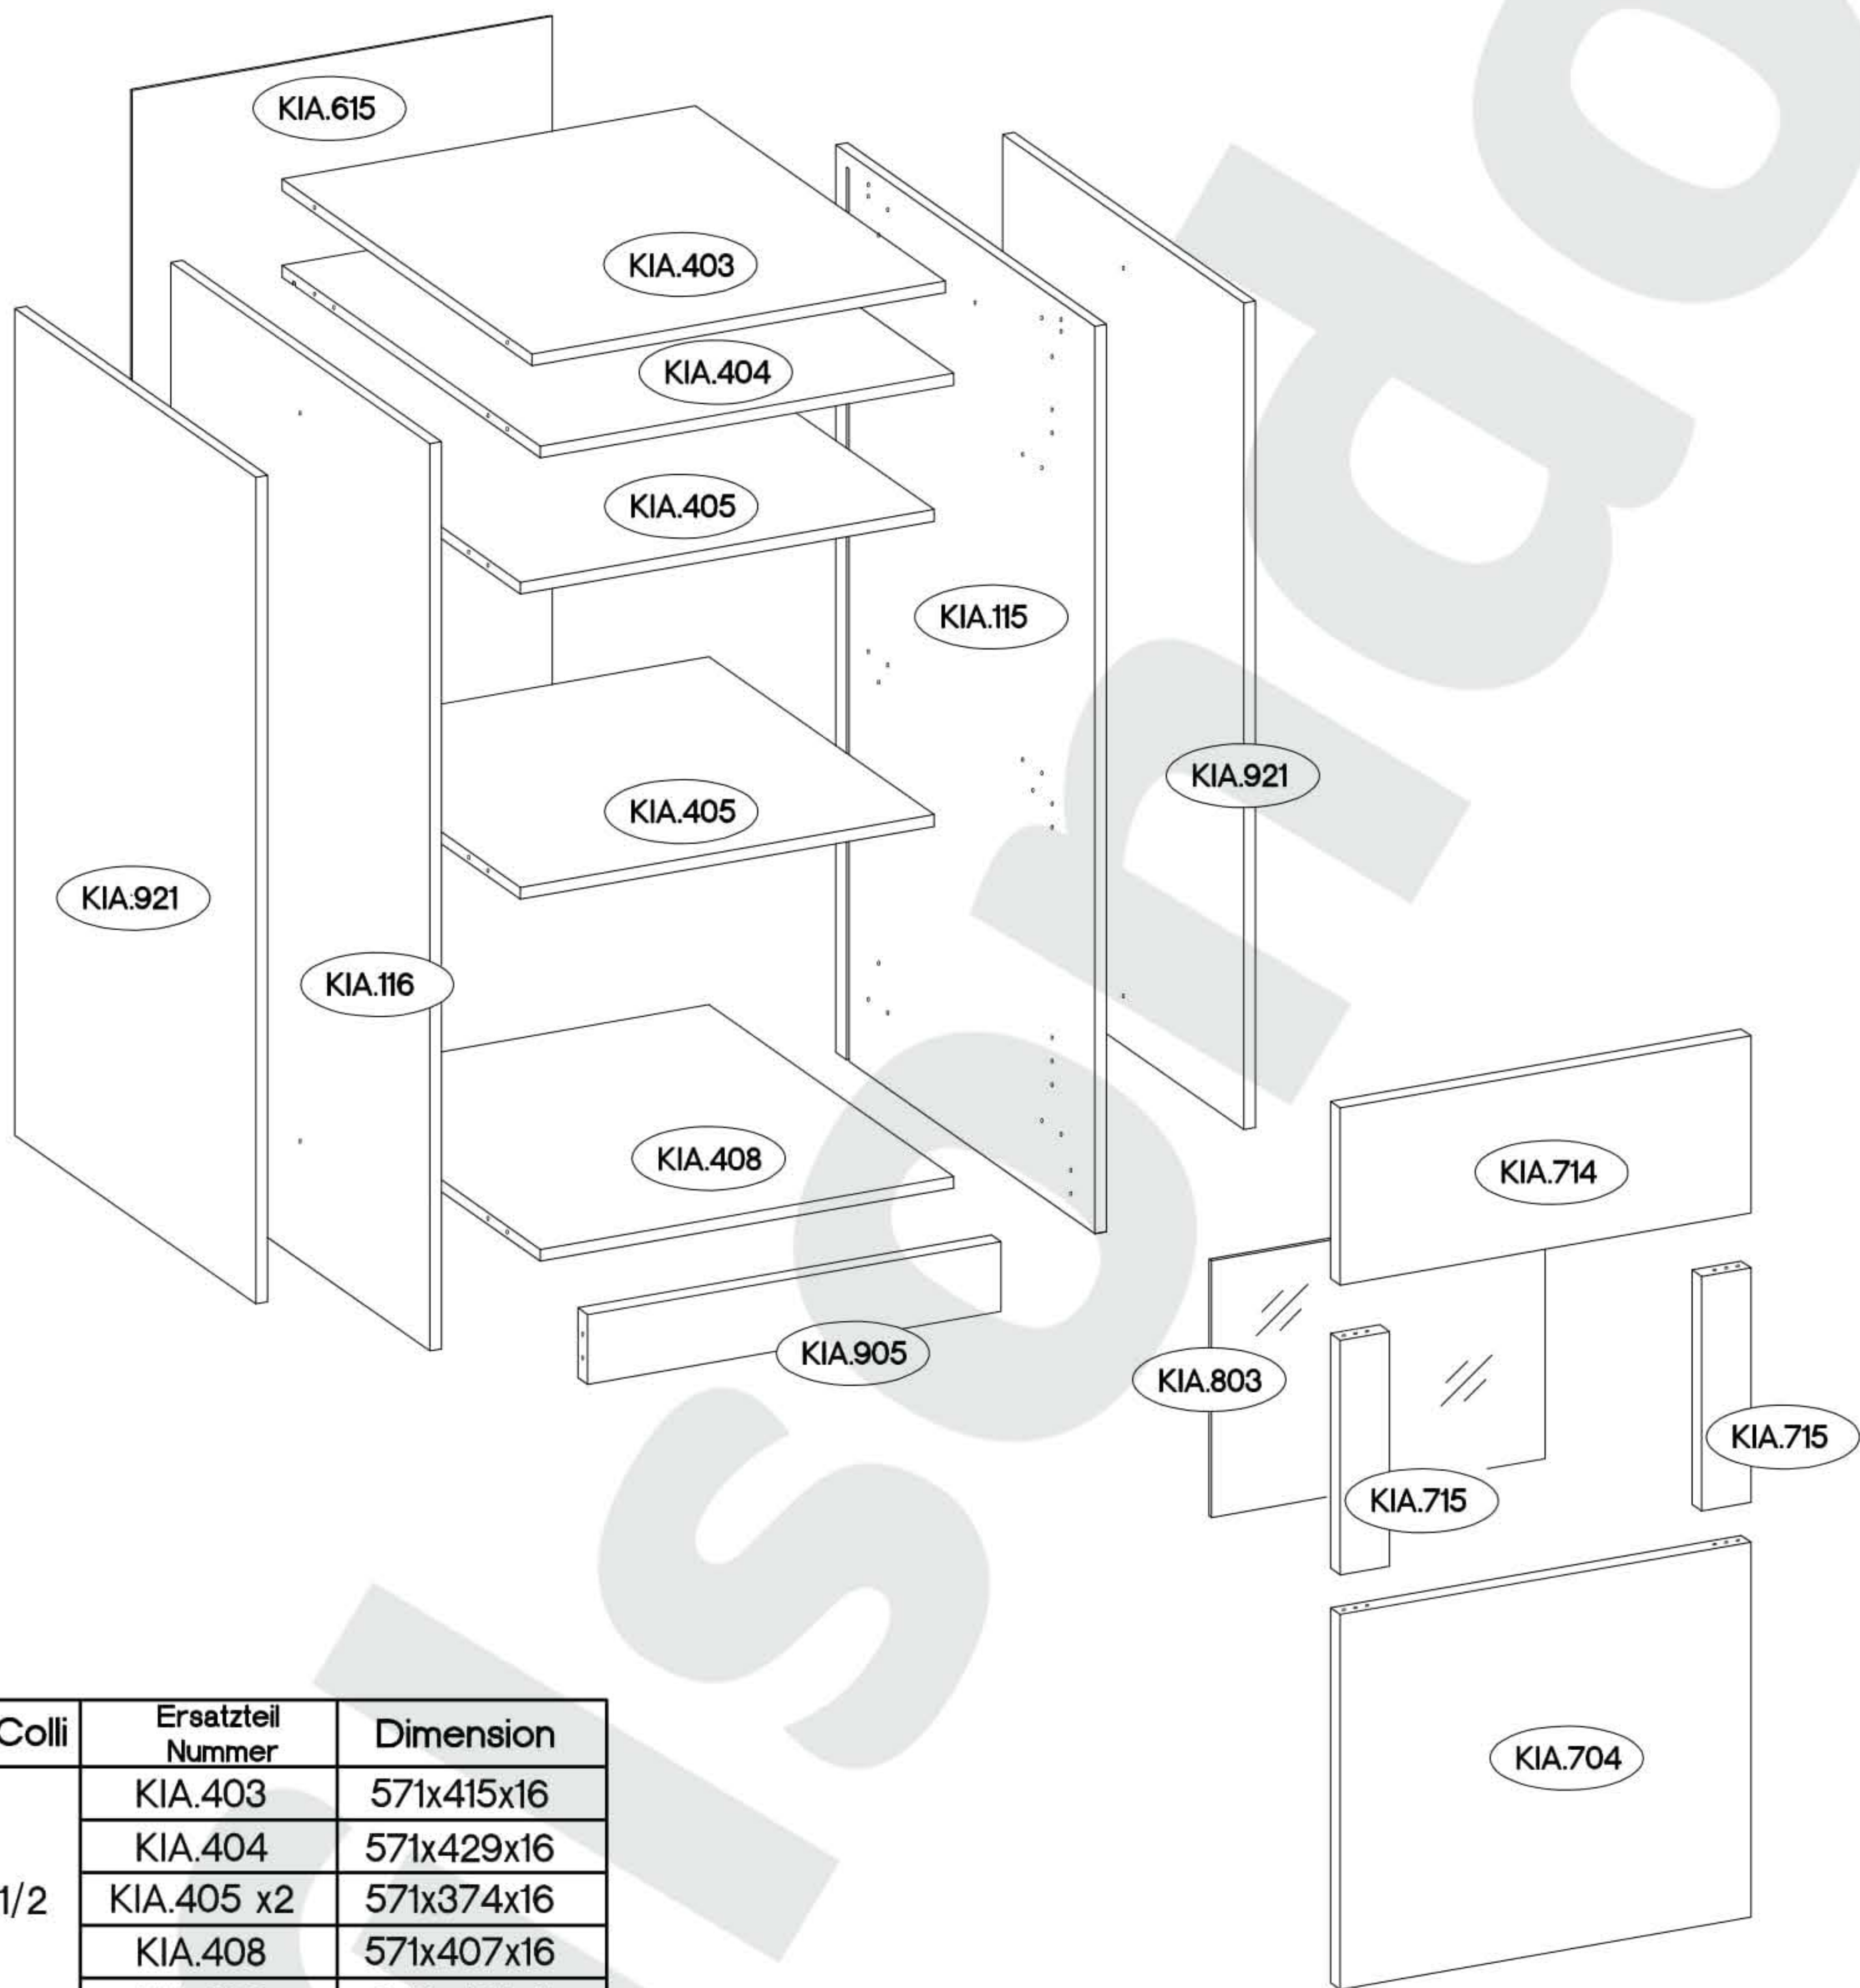 KIA.615
KIA.403
KIA.404
KIA.405
KIA.115
KIA.405
KIA.921
KIA.921
KIA.116
KIA.408
KIA.714
KIA.905
KIA.803
KIA.715
KIA.715
KIA.704
Colli Ersatzteil Nummer Dimension
KIA.403 571x415x16
KIA.404 571x429x16
1/2 KIA.405 x2 571x374x16
KIA.408 571x407x16